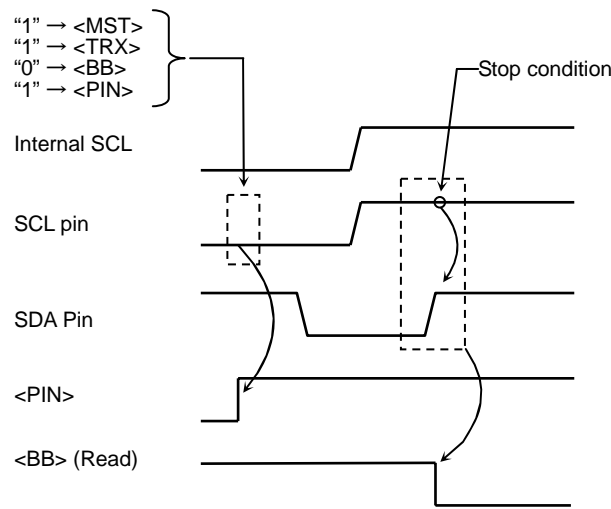 “1” → <MST>
“1” → <TRX>
“0” → <BB>
“1” → <PIN>
Stop condition
Internal SCL
SCL pin
SDA Pin
<PIN>
<BB> (Read)